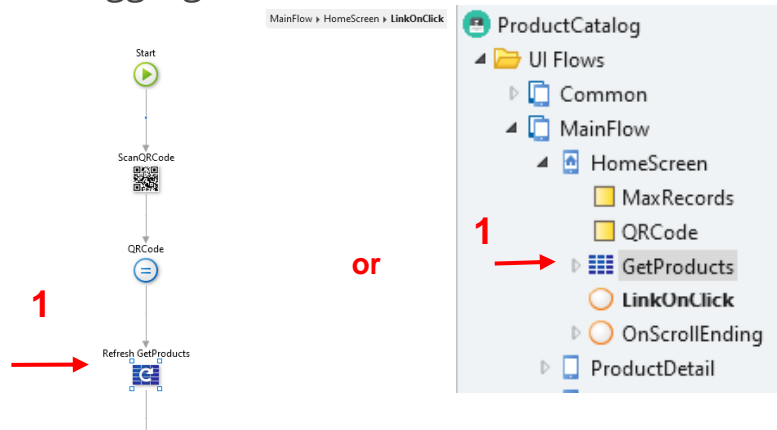 MainFlow ▸ HomeScreen ▸ LinkOnClick
Start
ScanQRCode
QRCode
1
Refresh GetProducts
or
ProductCatalog
UI Flows
Common
MainFlow
HomeScreen
MaxRecords
QRCode
1
GetProducts
LinkOnClick
OnScrollEnding
ProductDetail